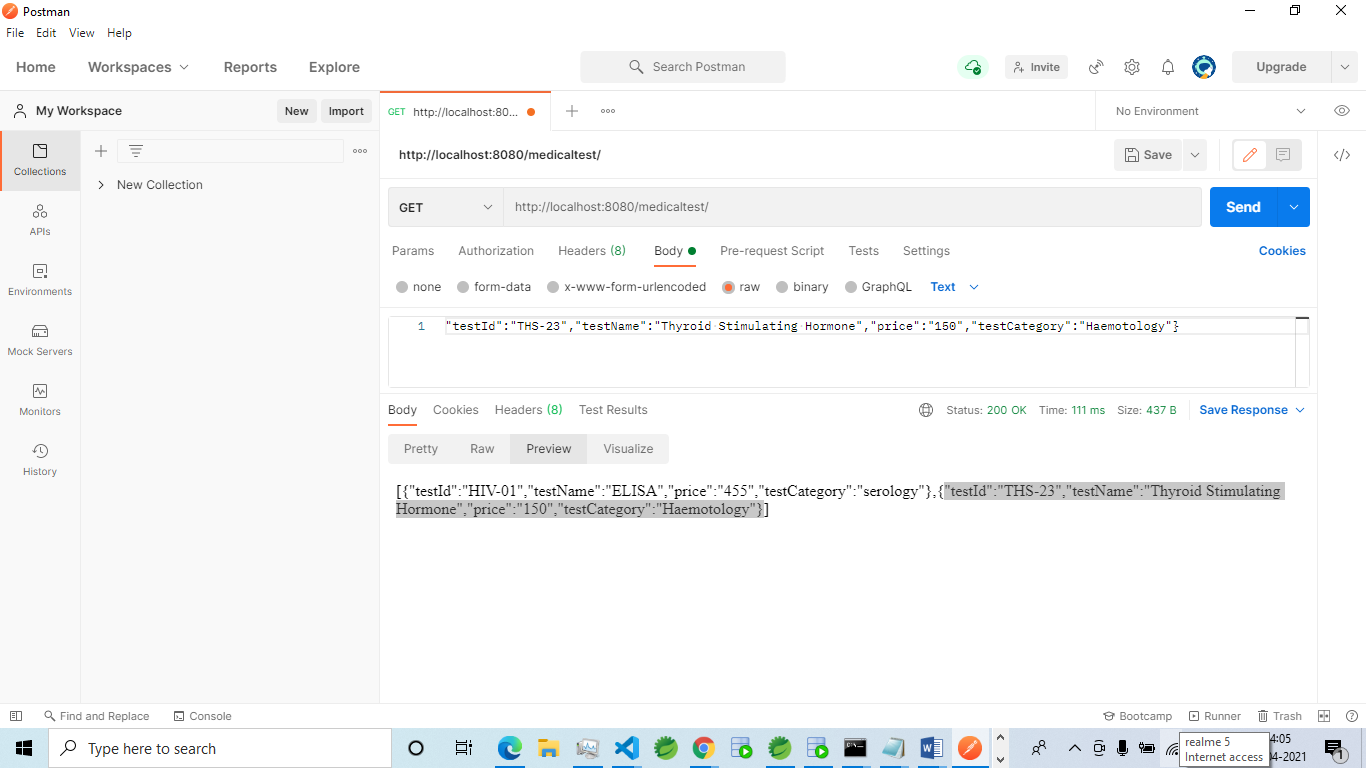 Postman
File Edit View Help
Home Workspaces Reports Explore Search Postman Invite Upgrade
My Workspace New Import GET http://localhost:80... No Environment
Collections
New Collection
APIs
Environments
Mock Servers
Monitors
History
http://localhost:8080/medicaltest/ Save
GET http://localhost:8080/medicaltest/ Send
Params Authorization Headers (8) Body Pre-request Script Tests Settings Cookies
none form-data x-www-form-urlencoded raw binary GraphQL Text
1 "testId":"THS-23","testName":"Thyroid Stimulating Hormone","price":"150","testCategory":"Haemotology"}
Body Cookies Headers (8) Test Results Status: 200 OK Time: 111 ms Size: 437 B Save Response
Pretty Raw Preview Visualize
[{"testId":"HIV-01","testName":"ELISA","price":"455","testCategory":"serology"},{"testId":"THS-23","testName":"Thyroid Stimulating
Hormone","price":"150","testCategory":"Haemotology"}]
Find and Replace Console Bootcamp Runner Trash
Type here to search
realme 5
Internet access
4:05
04-2021
1